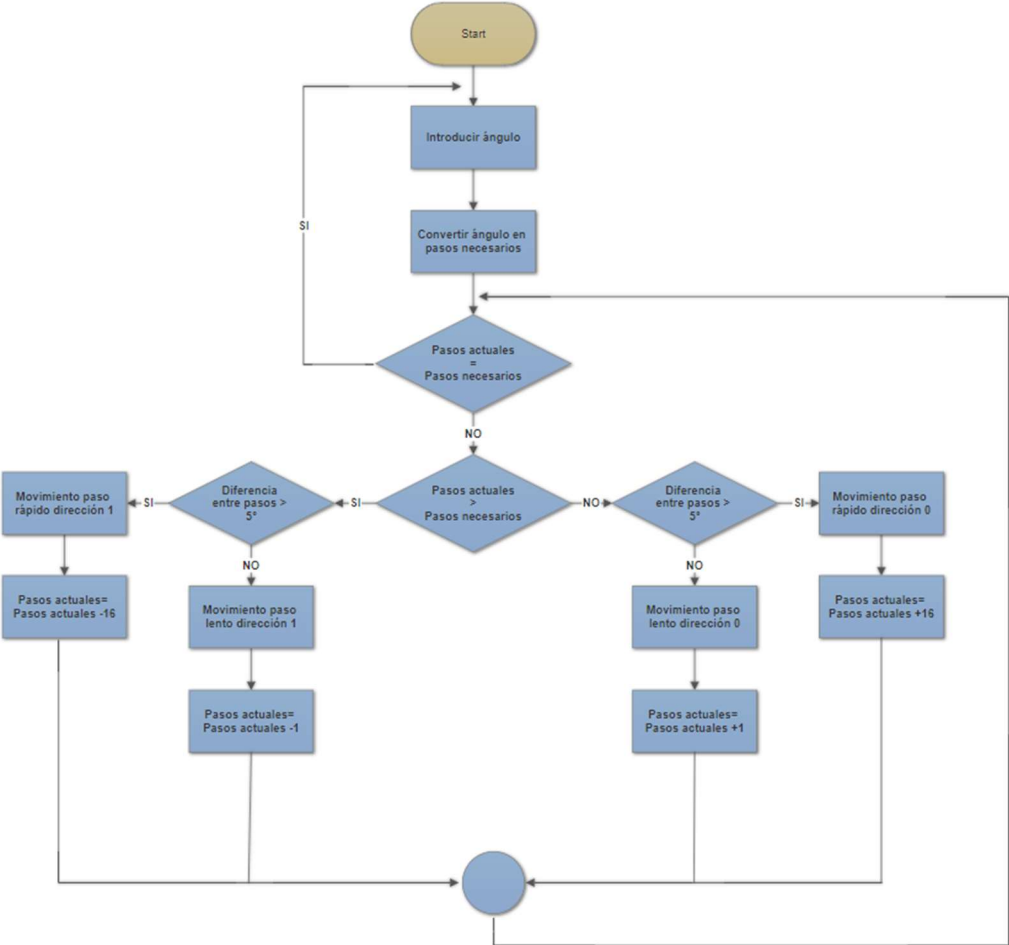 Start
Introducir ángulo
Convertir ángulo en
pasos necesarios
SI
Pasos actuales
=
Pasos necesarios
NO
Movimiento paso
rápido dirección 1
SI
Diferencia
entre pasos >
5º
SI
Pasos actuales
>
Pasos necesarios
NO
Diferencia
entre pasos >
5º
SI
Movimiento paso
rápido dirección 0
NO
NO
Pasos actuales=
Pasos actuales -16
Movimiento paso
lento dirección 1
Movimiento paso
lento dirección 0
Pasos actuales=
Pasos actuales +16
Pasos actuales=
Pasos actuales -1
Pasos actuales=
Pasos actuales +1